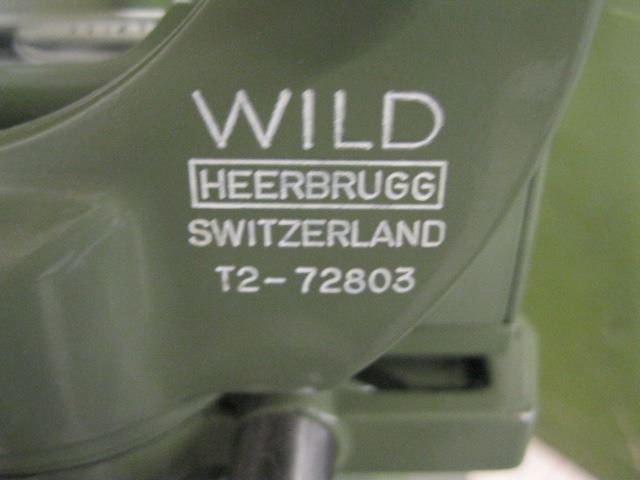 WILD
HEERBRUGG
SWITZERLAND
T2-72803